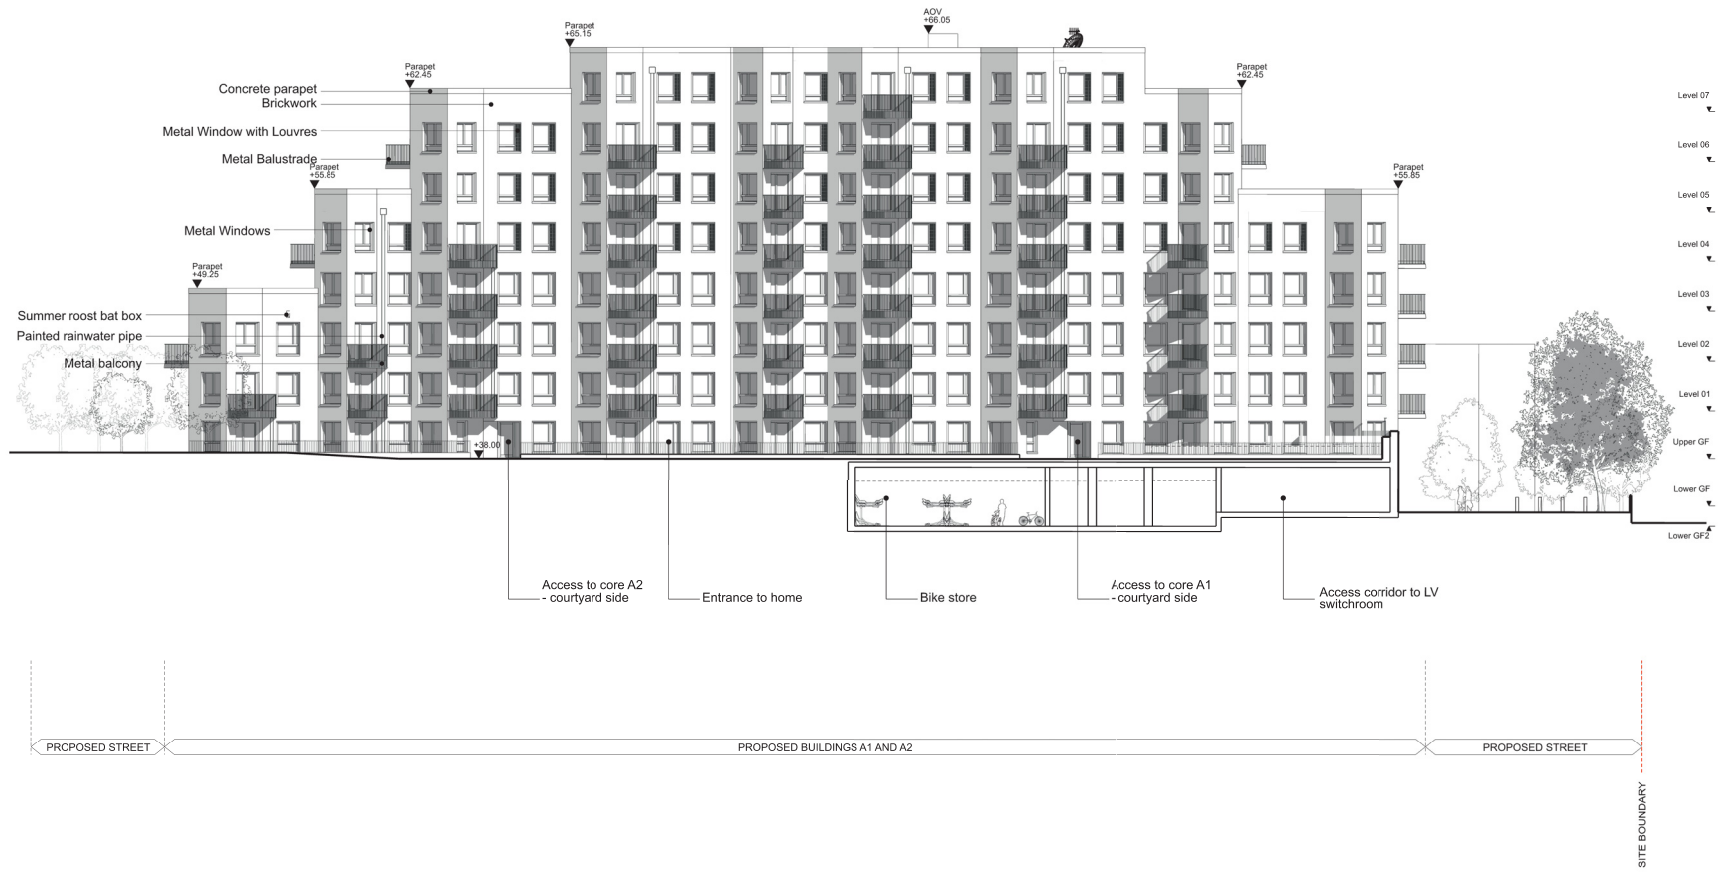 AOV
+66.05
Parapet
+65.15
Parapet
+62.45
Parapet
+62.45
Concrete parapet
Brickwork
Level 07
Metal Window with Louvres
Level 06
Metal Balustrade
Parapet
+55.85
Parapet
+55.85
Level 05
Metal Windows
Level 04
Parapet
+49.25
Level 03
Summer roost bat box
Painted rainwater pipe
Level 02
Metal balcony
Level 01
+38.00
Upper GF
Lower GF
Lower GF2
Access to core A2
- courtyard side
Entrance to home
Bike store
Access to core A1
- courtyard side
Access corridor to LV
switchroom
PROPOSED STREET
PROPOSED BUILDINGS A1 AND A2
PROPOSED STREET
SITE BOUNDARY